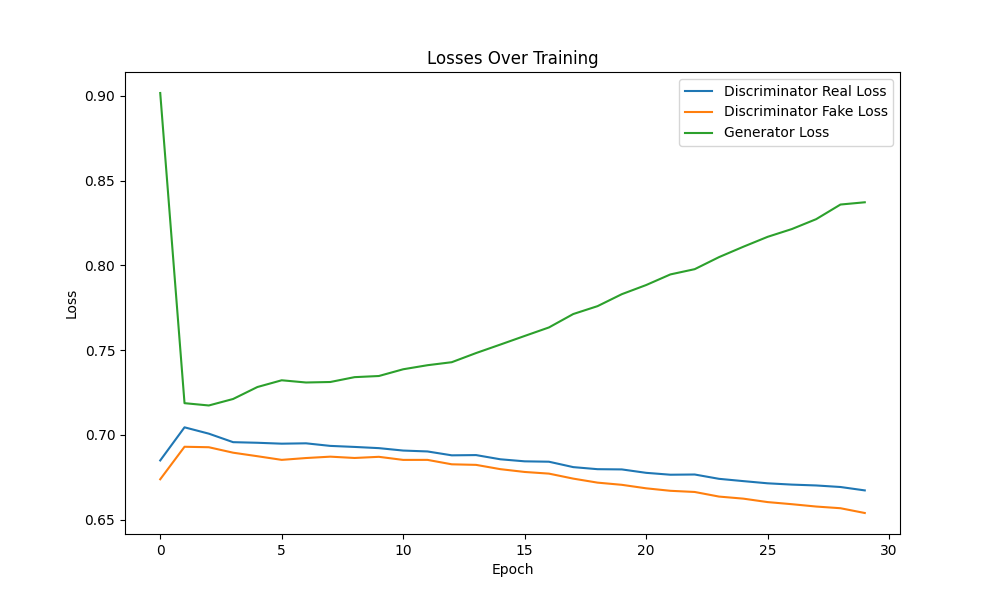 Losses Over Training
Discriminator Real Loss
Discriminator Fake Loss
Generator Loss
0.90
0.85
0.80
0.75
0.70
0.65
Loss
0 5 10 15 20 25 30
Epoch